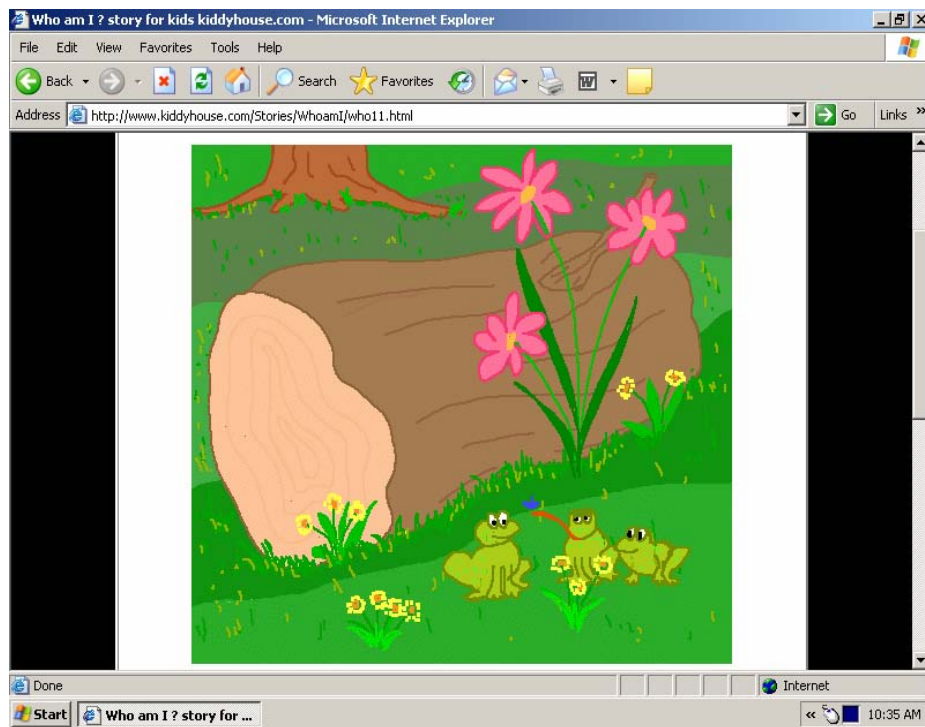 Who am I ? story for kids kiddyhouse.com - Microsoft Internet Explorer
File Edit View Favorites Tools Help
Back Search Favorites W
Address http://www.kiddyhouse.com/Stories/WhoamI/who11.html Go Links »
Done Internet
Start Who am I ? story for ... « 10:35 AM